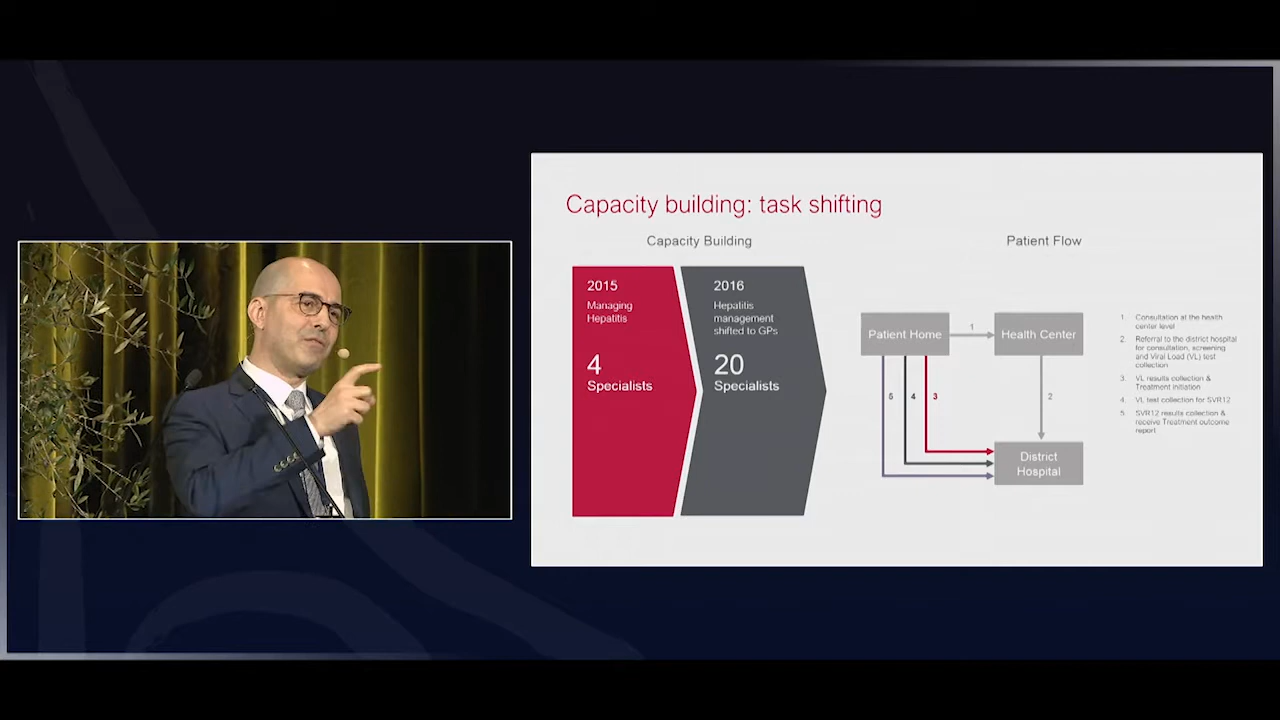 Capacity building: task shifting
Capacity Building
2015
Managing
Hepatitis
4
Specialists
2016
Hepatitis
management
shifted to GPs
20
Specialists
Patient Flow
Patient Home
1
Health Center
5
4
3
2
District
Hospital
1. Consultation at the health
center level
2. Referral to the district hospital
for consultation, screening
and Viral Load (VL) test
collection
3. VL results collection &
Treatment initiation
4. VL test collection for SVR12
5. SVR12 results collection &
receive Treatment outcome
report